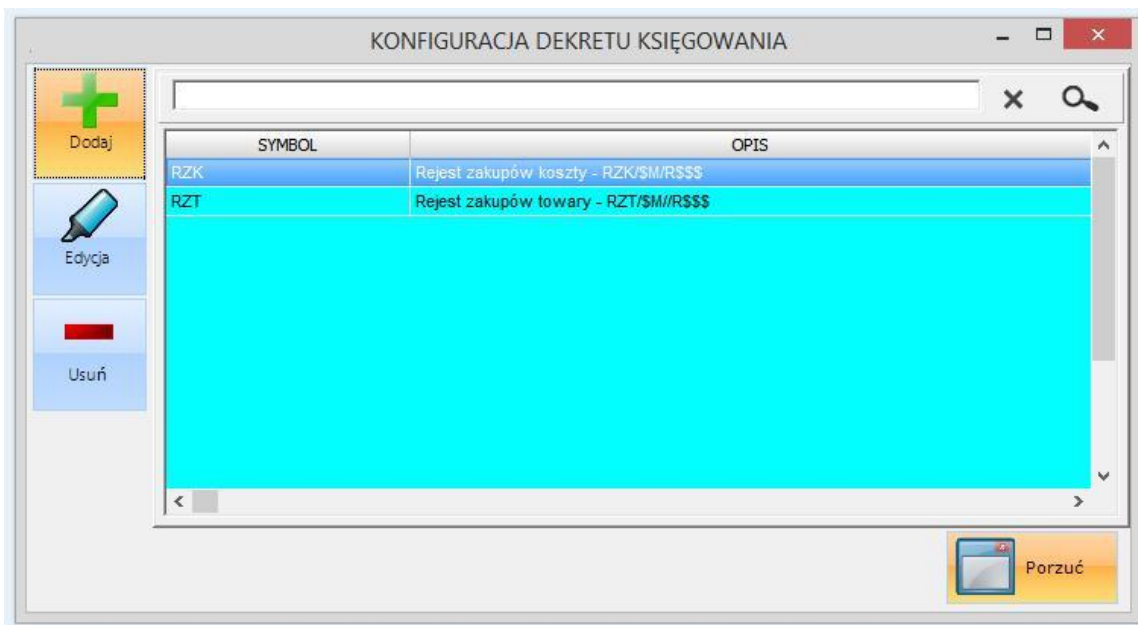 KONFIGURACJA DEKRETU KSIĘGOWANIA
Dodaj
Edycja
Usuń
SYMBOL OPIS
RZK Rejest zakupów koszty - RZK/$M/R$$$
RZT Rejest zakupów towary - RZT/$M//R$$$
Porzuć